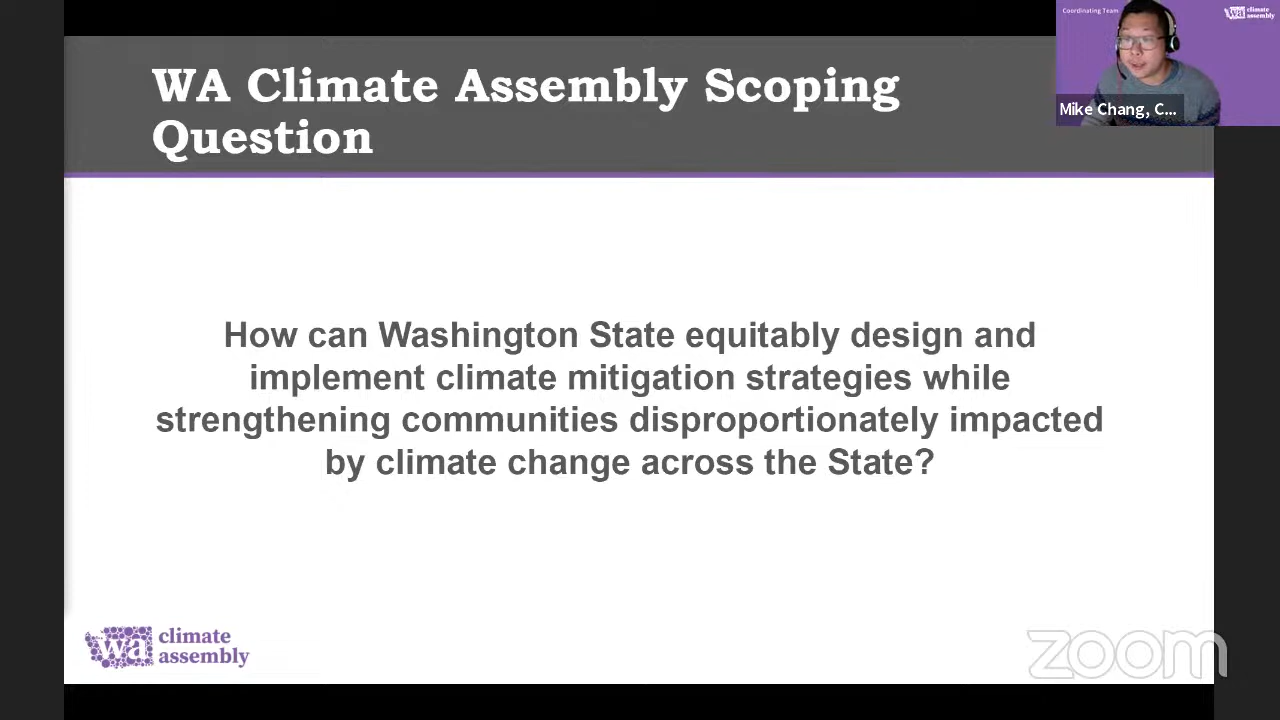 WA Climate Assembly Scoping
Question
How can Washington State equitably design and
implement climate mitigation strategies while
strengthening communities disproportionately impacted
by climate change across the State?
wa climate
assembly
zoom
Coordinating Team
wa climate
assembly
Mike Chang, C...